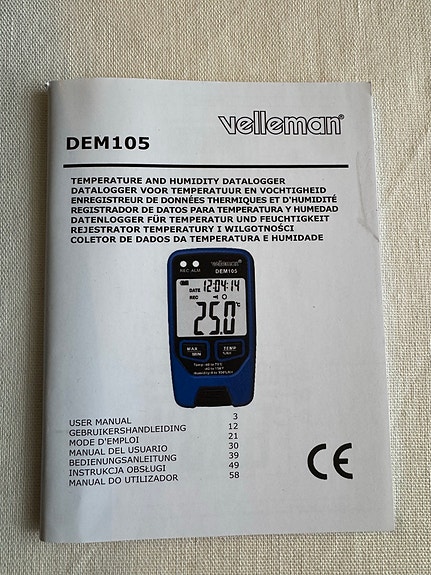 velleman®
DEM105
TEMPERATURE AND HUMIDITY DATALOGGER
DATALOGGER VOOR TEMPERATUUR EN VOCHTIGHEID
ENREGISTREUR DE DONNÉES THERMIQUES ET D'HUMIDITÉ
REGISTRADOR DE DATOS PARA TEMPERATURA Y HUMEDAD
DATENLOGGER FÜR TEMPERATUR UND FEUCHTIGKEIT
REJESTRATOR TEMPERATURY I WILGOTNOŚCI
COLETOR DE DADOS DA TEMPERATURA E HUMIDADE
velleman®
REC ALM DEM105
DATE 12:04:14
REC
25.0 °C
MAX MIN TEMP %RH
USER MANUAL 3
GEBRUIKERSHANDLEIDING 12
MODE D'EMPLOI 21
MANUAL DEL USUARIO 30
BEDIENUNGSANLEITUNG 39
INSTRUKCJA OBSŁUGI 49
MANUAL DO UTILIZADOR 58
CE